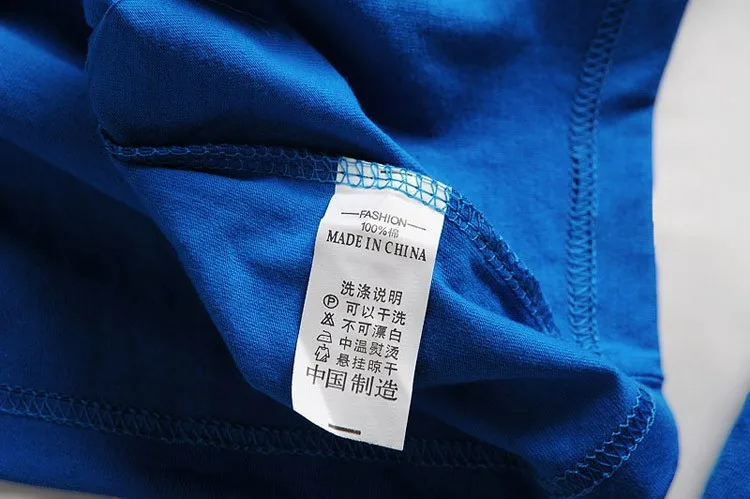 FASHION
100%棉
MADE IN CHINA
洗涤说明
P 可以干洗
不可漂白
中温熨烫
悬挂晾干
中国制造